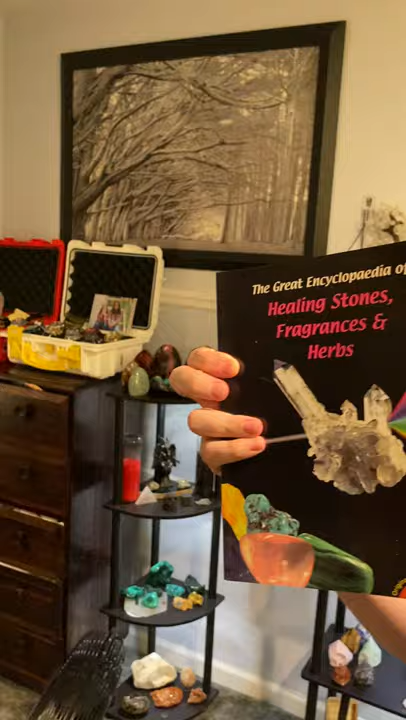 The Great Encyclopaedia of
Healing Stones,
Fragrances &
Herbs